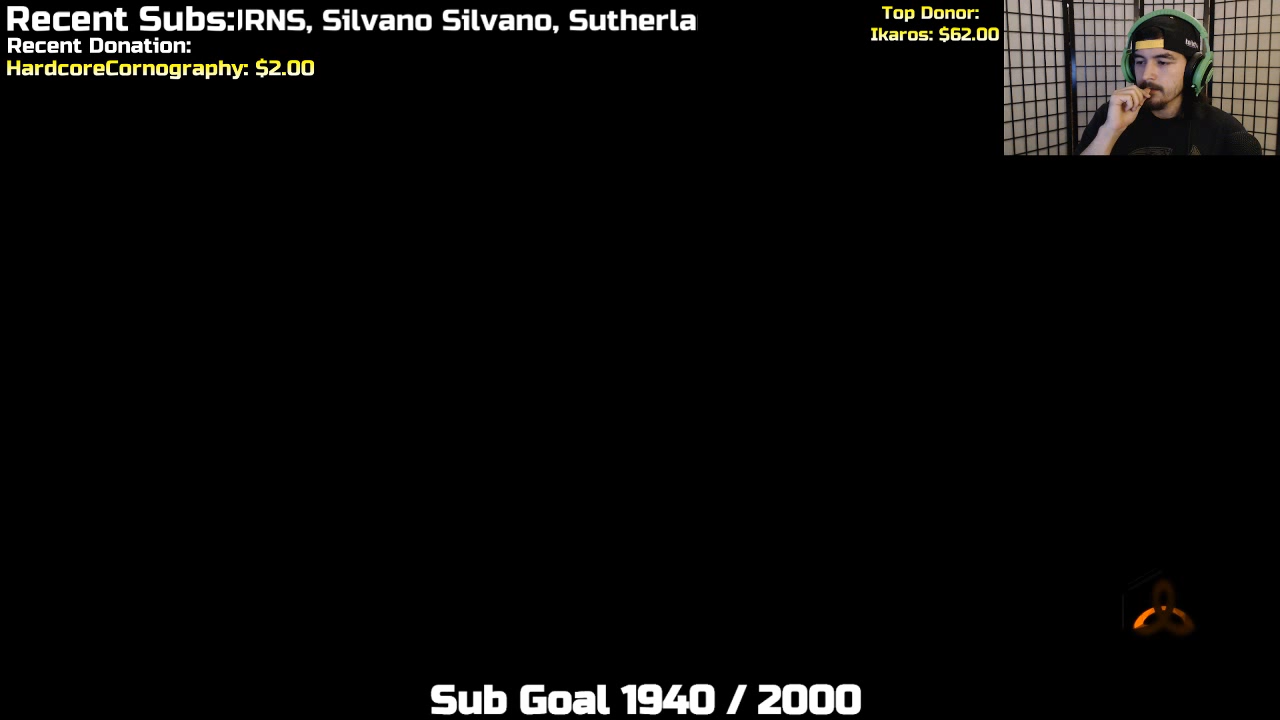 Recent Subs: IRNS, Silvano Silvano, Sutherla
Recent Donation:
HardcoreCornography: $2.00
Top Donor:
Ikaros: $62.00
Sub Goal 1940 / 2000